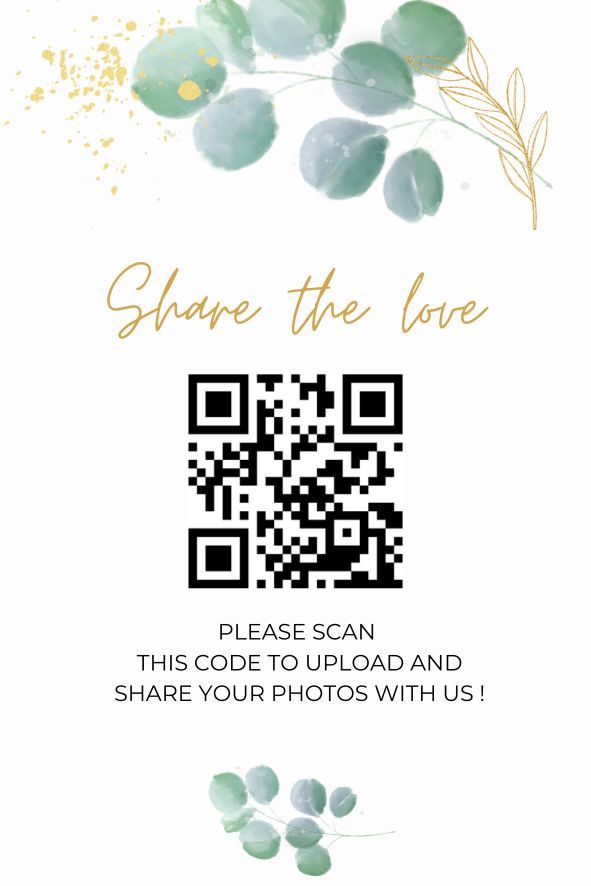 Share the love
PLEASE SCAN
THIS CODE TO UPLOAD AND
SHARE YOUR PHOTOS WITH US !